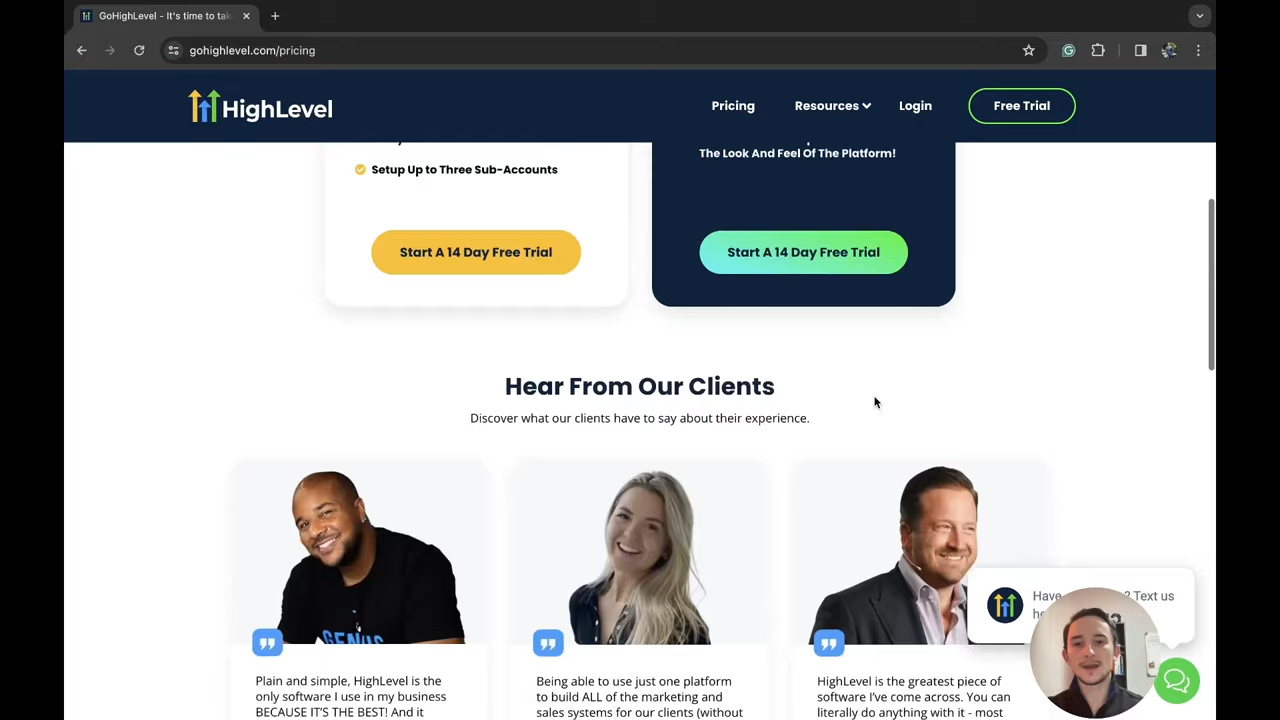 GoHighLevel - It's time to tak
gohighlevel.com/pricing
HighLevel
Pricing
Resources
Login
Free Trial
Setup Up to Three Sub-Accounts
Start A 14 Day Free Trial
The Look And Feel Of The Platform!
Start A 14 Day Free Trial
Hear From Our Clients
Discover what our clients have to say about their experience.
GENIUS
Plain and simple, HighLevel is the
only software I use in my business
BECAUSE IT'S THE BEST! And it
Being able to use just one platform
to build ALL of the marketing and
sales systems for our clients (without
HighLevel is the greatest piece of
software I've come across. You can
literally do anything with it - most
Have ? Text us